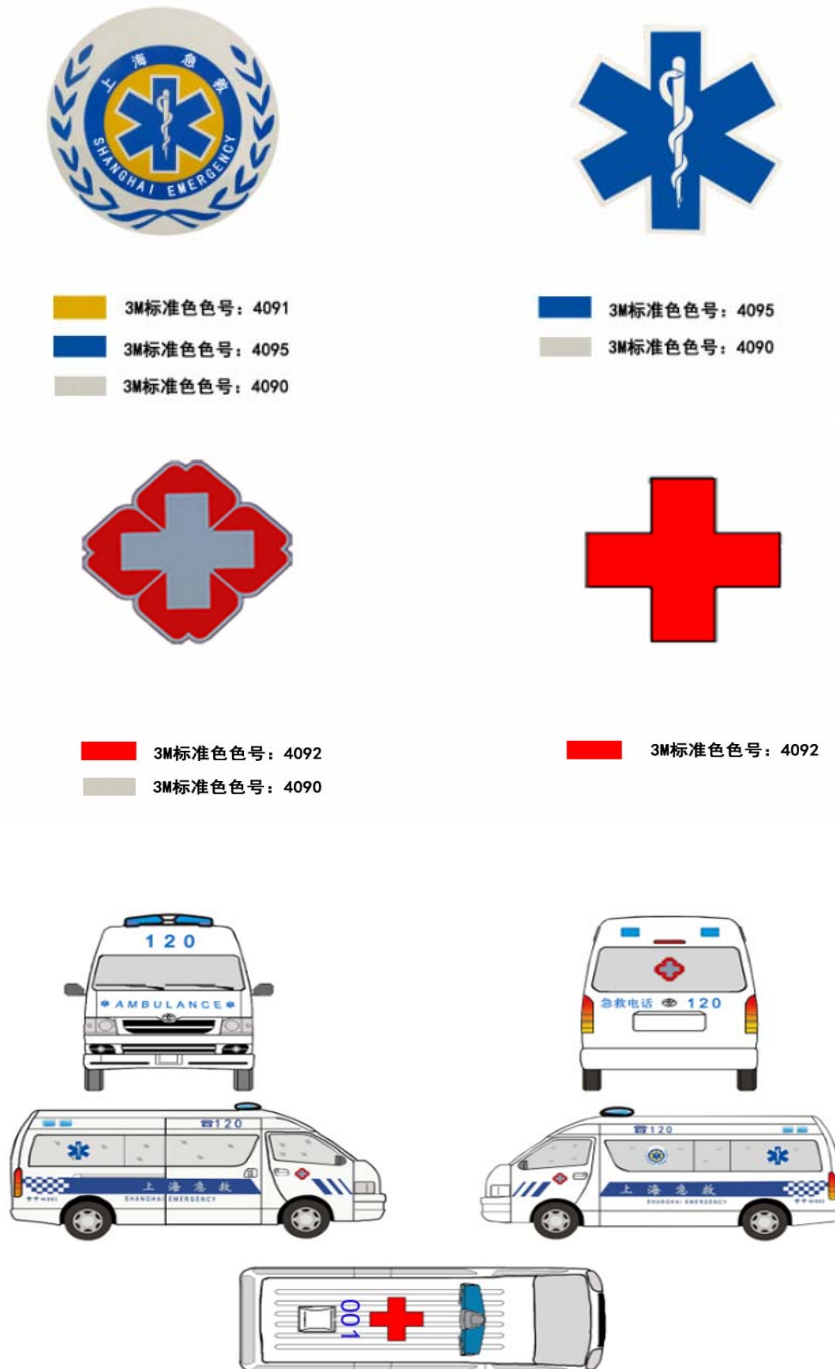 上海急救
SHANGHAI EMERGENCY
3M标准色色号：4091
3M标准色色号：4095
3M标准色色号：4095
3M标准色色号：4090
3M标准色色号：4090
3M标准色色号：4092
3M标准色色号：4092
3M标准色色号：4090
120
AMBULANCE
急救电话 120
☎120
上海急救
SHANGHAI EMERGENCY
☎120
上海急救
SHANGHAI EMERGENCY
001